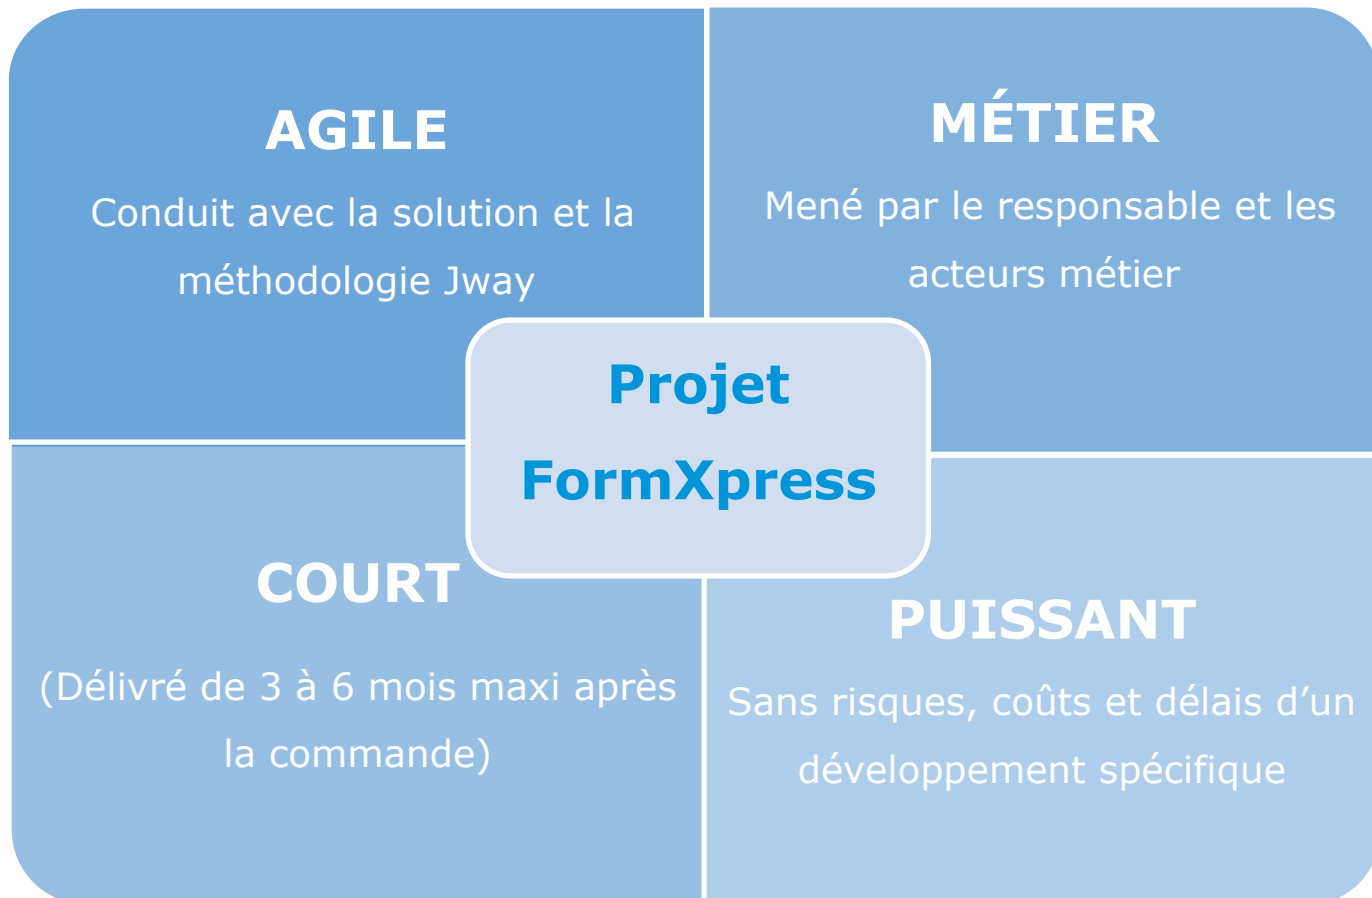 AGILE
Conduit avec la solution et la
méthodologie Jway
MÉTIER
Mené par le responsable et les
acteurs métier
Projet
FormXpress
COURT
(Délivré de 3 à 6 mois maxi après
la commande)
PUISSANT
Sans risques, coûts et délais d’un
développement spécifique